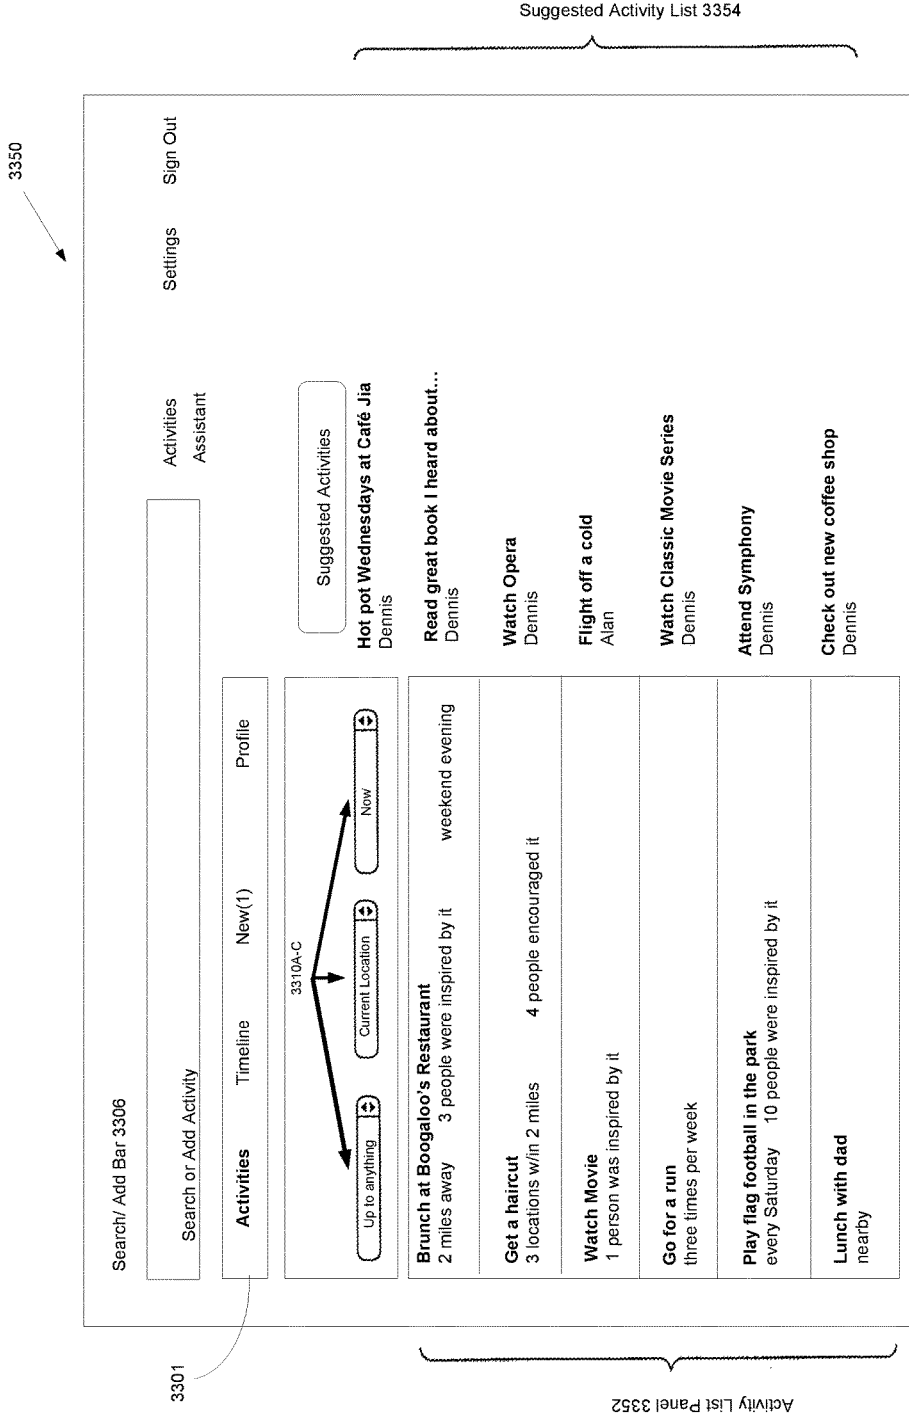 3350
Search/ Add Bar 3306
Search or Add Activity
Activities
Assistant
Settings
Sign Out
3301
Activities
Timeline
New(1)
Profile
3310A-C
Up to anything
Current Location
Now
Suggested Activities
Activity List Panel 3352
Brunch at Boogaloo's Restaurant
2 miles away 3 people were inspired by it weekend evening
Get a haircut
3 locations w/in 2 miles 4 people encouraged it
Watch Movie
1 person was inspired by it
Go for a run
three times per week
Play flag football in the park
every Saturday 10 people were inspired by it
Lunch with dad
nearby
Suggested Activity List 3354
Hot pot Wednesdays at Café Jia
Dennis
Read great book I heard about...
Dennis
Watch Opera
Dennis
Flight off a cold
Alan
Watch Classic Movie Series
Dennis
Attend Symphony
Dennis
Check out new coffee shop
Dennis